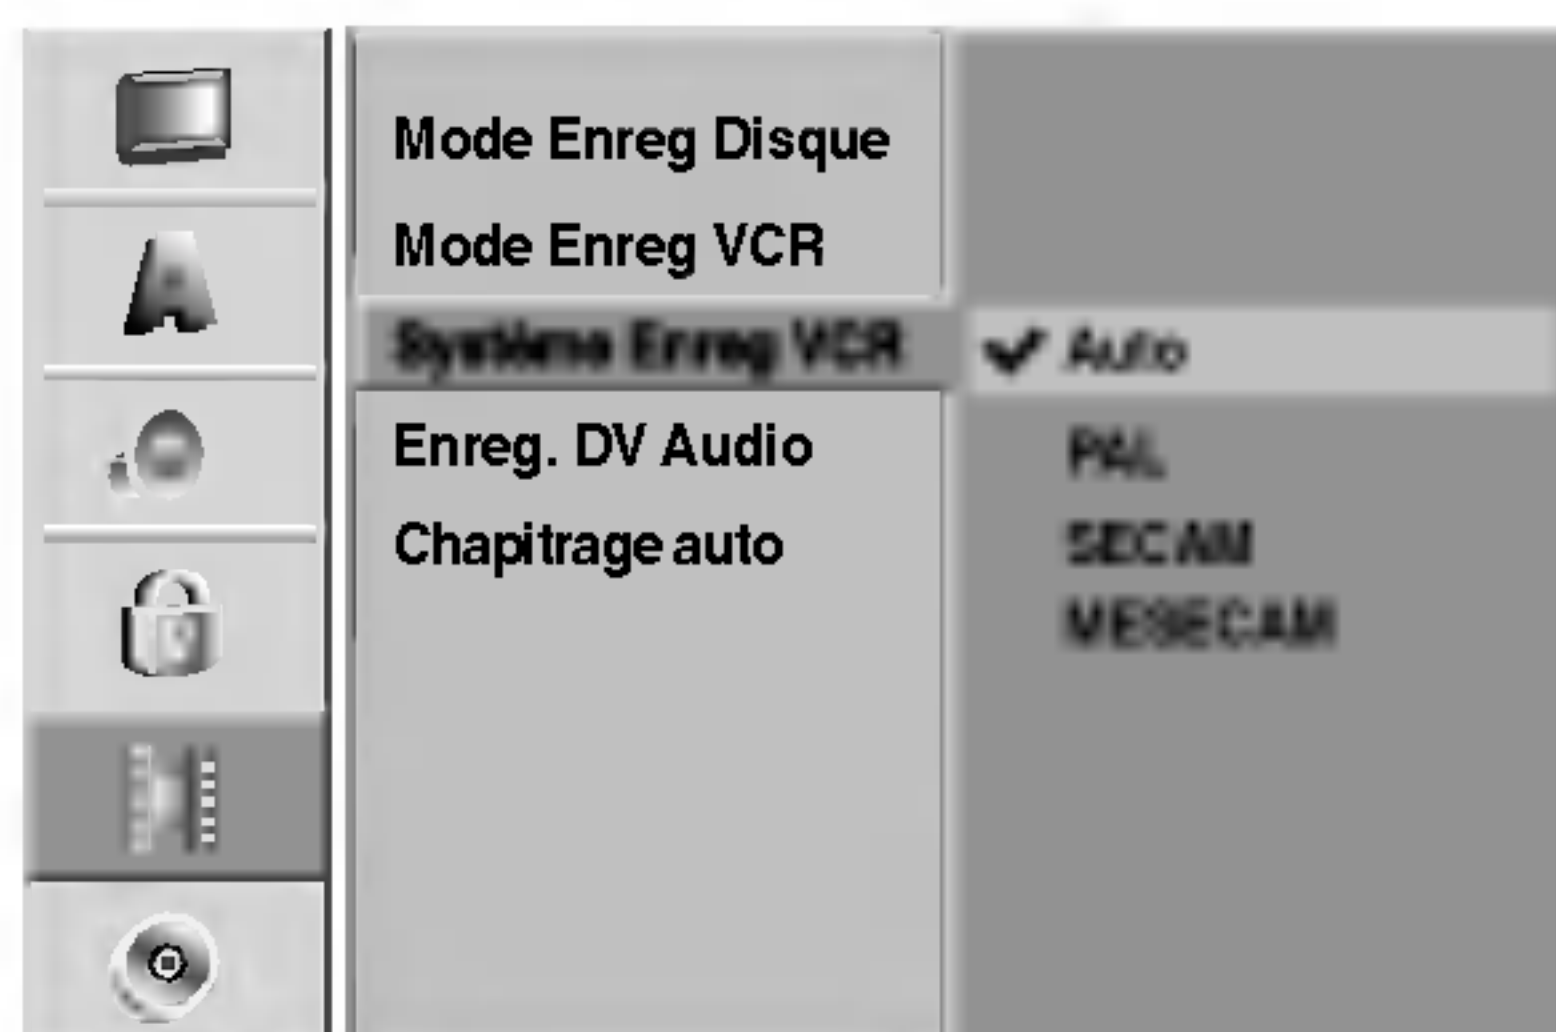 Mode Enreg Disque
Mode Enreg VCR
Système Enreg VCR
Enreg. DV Audio
Chapitrage auto
Auto
PAL
SECAM
MESECAM